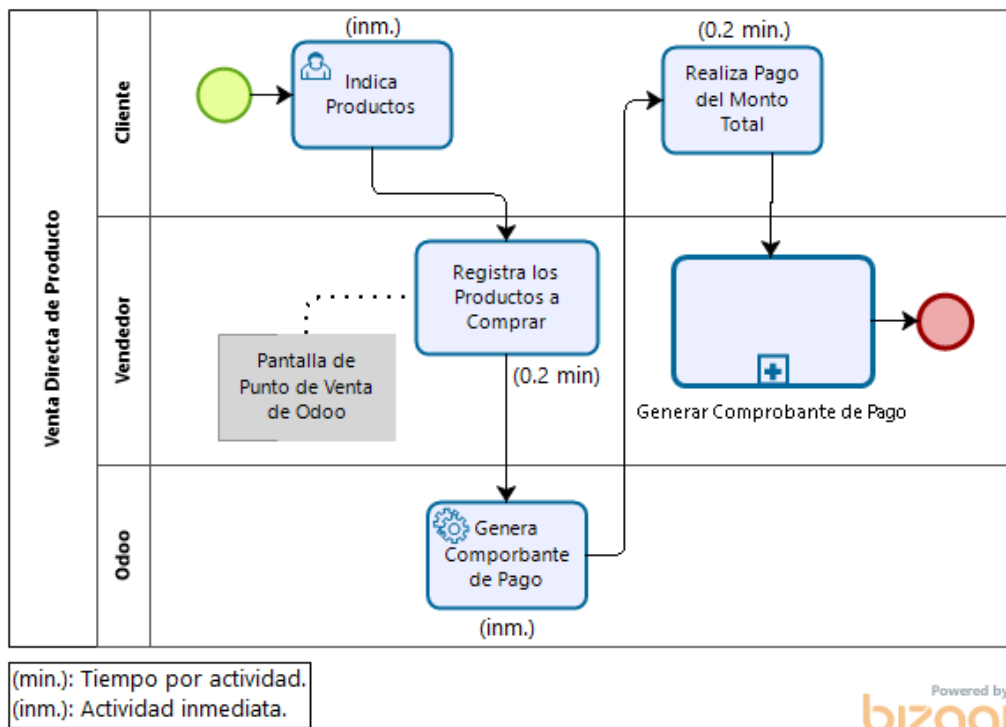 Venta Directa de Producto
Cliente
(inm.)
Indica
Productos
(0.2 min.)
Realiza Pago
del Monto
Total
Vendedor
Registra los
Productos a
Comprar
(0.2 min)
Pantalla de
Punto de Venta
de Odoo
Generar Comprobante de Pago
Odoo
Genera
Comporbante
de Pago
(inm.)
(min.): Tiempo por actividad.
(inm.): Actividad inmediata.
Powered by